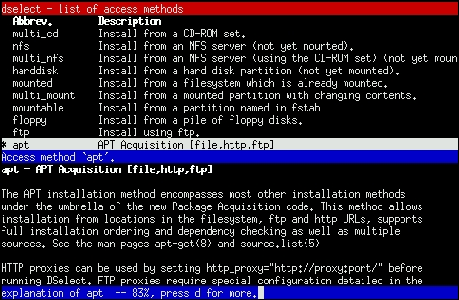 dselect - list of access methods
Abbrev. Description
multi_cd Install from a CD-ROM set.
nfs Install from an NFS server (not yet mounted).
multi_nfs Install from an NFS server (using the CD-ROM set) (not yet moun
harddisk Install from a hard disk partition (not yet mounted).
mounted Install from a filesystem which is already mounted.
multi_mount Install from a mounted partition with changing contents.
mountable Install from a partition named in fstab
floppy Install from a pile of floppy disks.
ftp Install using ftp.
* apt APT Acquisition [file,http,ftp]
Access method `apt'.
apt - APT Acquisition [file,http,ftp]
The APT installation method encompasses most other installation methods
under the umbrella of the new Package Acquisition code. This method allows
installation from locations in the filesystem, ftp and http URLs, supports
full installation ordering and dependency checking as well as multiple
sources. See the man pages apt-get(8) and source.list(5)
HTTP proxies can be used by setting http_proxy="http://proxy:port/" before
running DSelect. FTP proxies require special configuration detailed in the
explanation of apt -- 83%, press d for more.